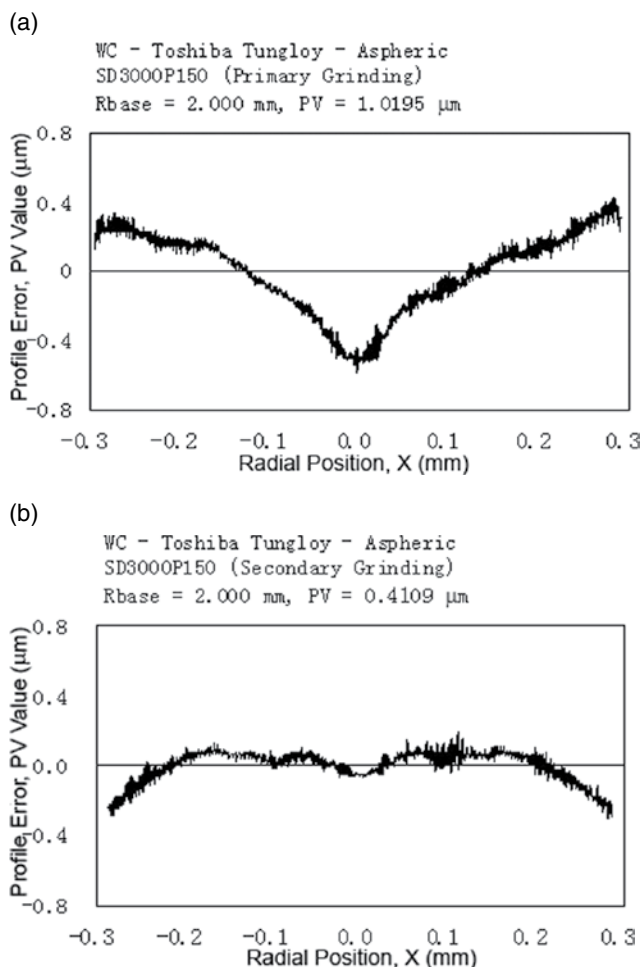 (a)
WC - Toshiba Tungloy - Aspheric
SD3000P150 (Primary Grinding)
Rbase = 2.000 mm, PV = 1.0195 μm
0.8
0.4
0
-0.4
-0.8
Profile Error, PV Value (μm)
-0.3 -0.2 -0.1 0.0 0.1 0.2 0.3
Radial Position, X (mm)
(b)
WC - Toshiba Tungloy - Aspheric
SD3000P150 (Secondary Grinding)
Rbase = 2.000 mm, PV = 0.4109 μm
0.8
0.4
0.0
-0.4
-0.8
Profile Error, PV Value (μm)
-0.3 -0.2 -0.1 0.0 0.1 0.2 0.3
Radial Position, X (mm)